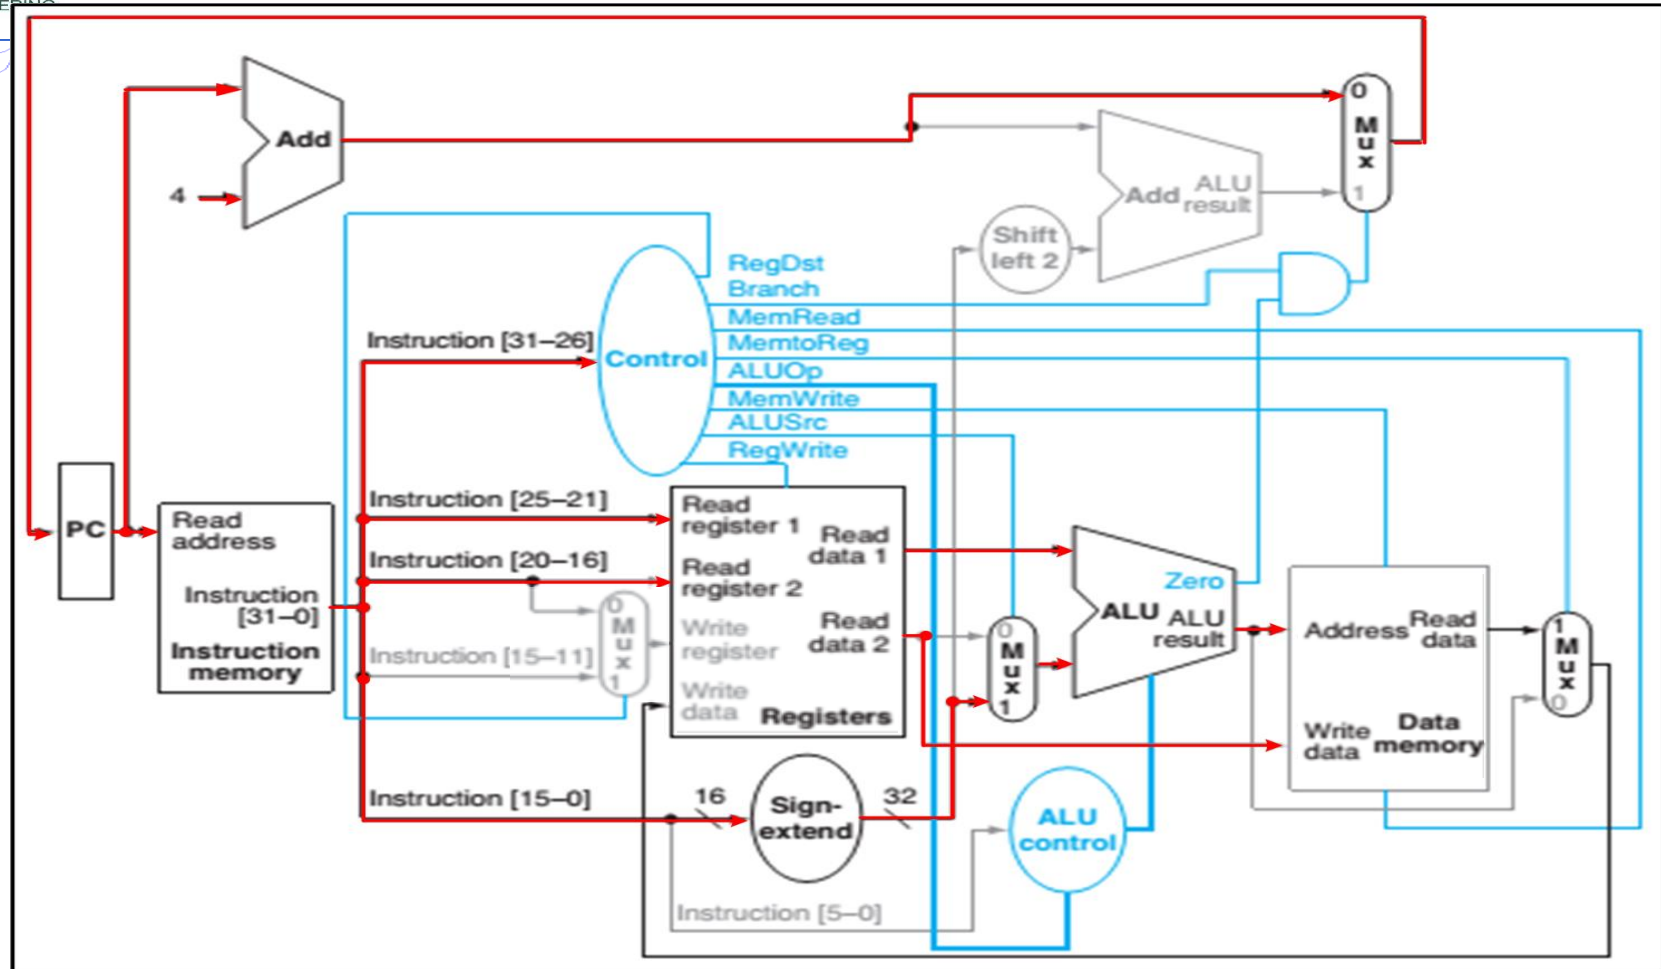 0
M
u
x
1
Add
4
Add
ALU
result
Shift
left 2
RegDst
Branch
MemRead
MemtoReg
ALUOp
MemWrite
ALUSrc
RegWrite
Control
Instruction [31–26]
Instruction [25–21]
Instruction [20–16]
Instruction [15–11]
Instruction [15–0]
Instruction [5–0]
PC
Read
address
Instruction
[31–0]
Instruction
memory
0
M
u
x
1
Read
register 1
Read
register 2
Write
register
Write
data
Read
data 1
Read
data 2
Registers
16
Sign-
extend
32
0
M
u
x
1
Zero
ALU
ALU
result
ALU
control
Address
Read
data
Write
data
Data
memory
1
M
u
x
0